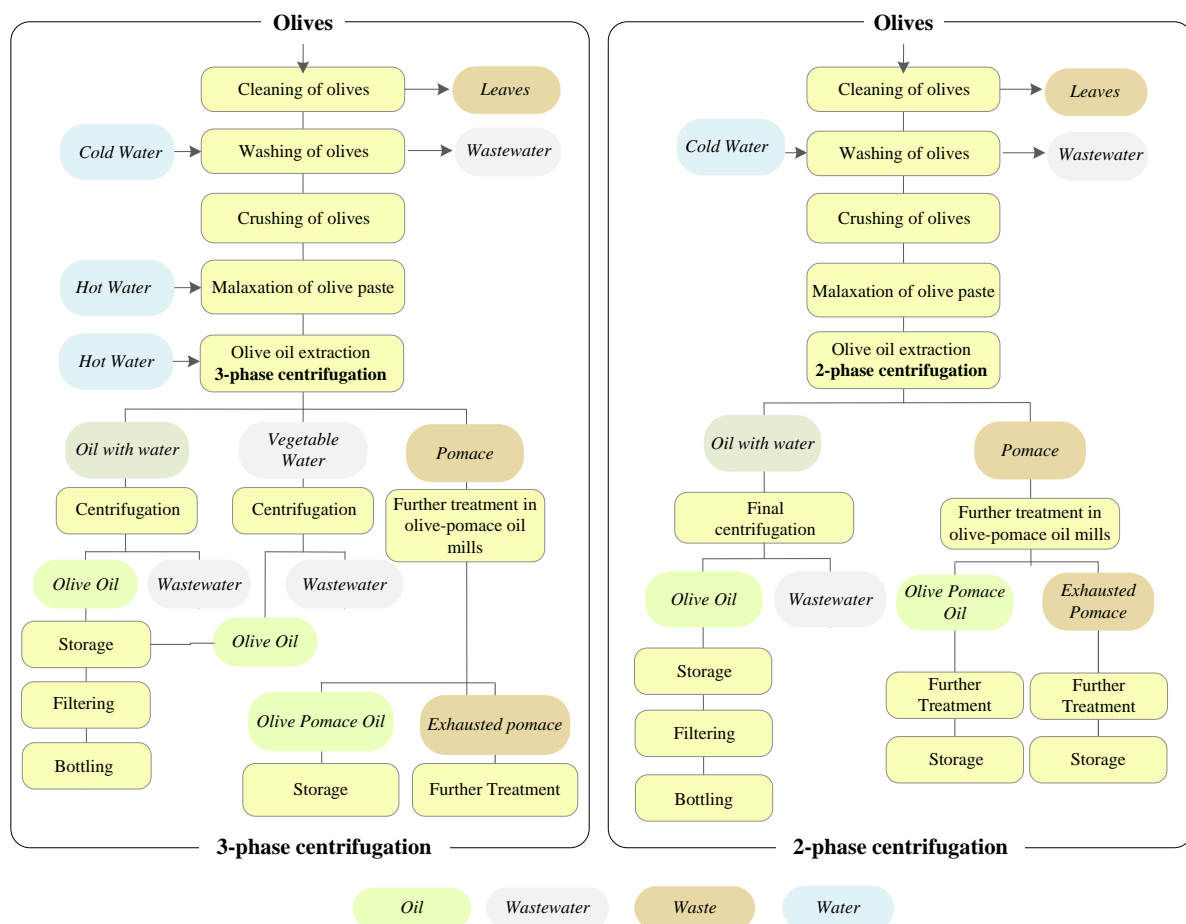 Olives
Cleaning of olives
Leaves
Cold Water
Washing of olives
Wastewater
Crushing of olives
Hot Water
Malaxation of olive paste
Hot Water
Olive oil extraction
3-phase centrifugation
Oil with water
Vegetable
Water
Pomace
Centrifugation
Centrifugation
Further treatment in
olive-pomace oil
mills
Olive Oil
Wastewater
Wastewater
Storage
Olive Oil
Filtering
Olive Pomace Oil
Exhausted pomace
Bottling
Storage
Further Treatment
3-phase centrifugation
Olives
Cleaning of olives
Leaves
Cold Water
Washing of olives
Wastewater
Crushing of olives
Malaxation of olive paste
Olive oil extraction
2-phase centrifugation
Oil with water
Pomace
Final
centrifugation
Further treatment in
olive-pomace oil mills
Olive Oil
Wastewater
Olive Pomace
Oil
Exhausted
Pomace
Storage
Further
Treatment
Further
Treatment
Filtering
Storage
Storage
Bottling
2-phase centrifugation
Oil
Wastewater
Waste
Water